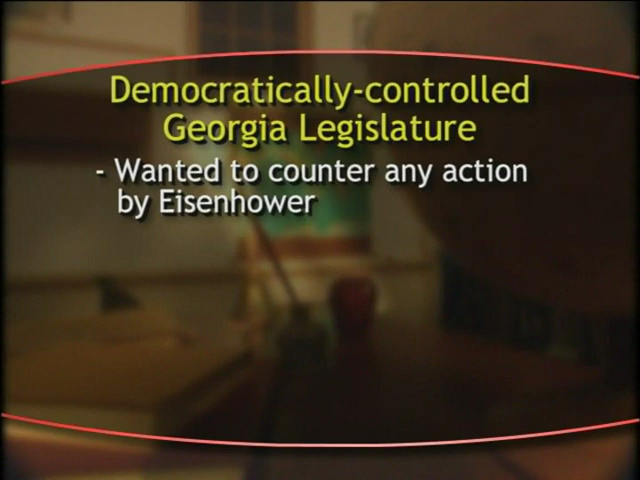 Democratically-controlled
Georgia Legislature
- Wanted to counter any action
by Eisenhower